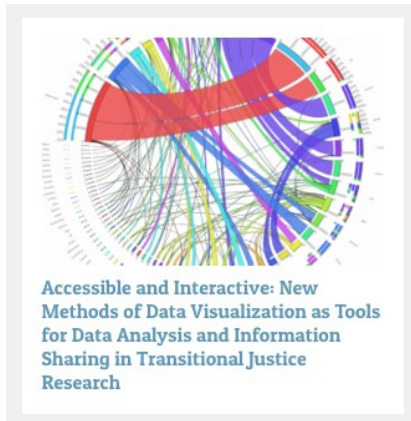 Accessible and Interactive: New
Methods of Data Visualization as Tools
for Data Analysis and Information
Sharing in Transitional Justice
Research